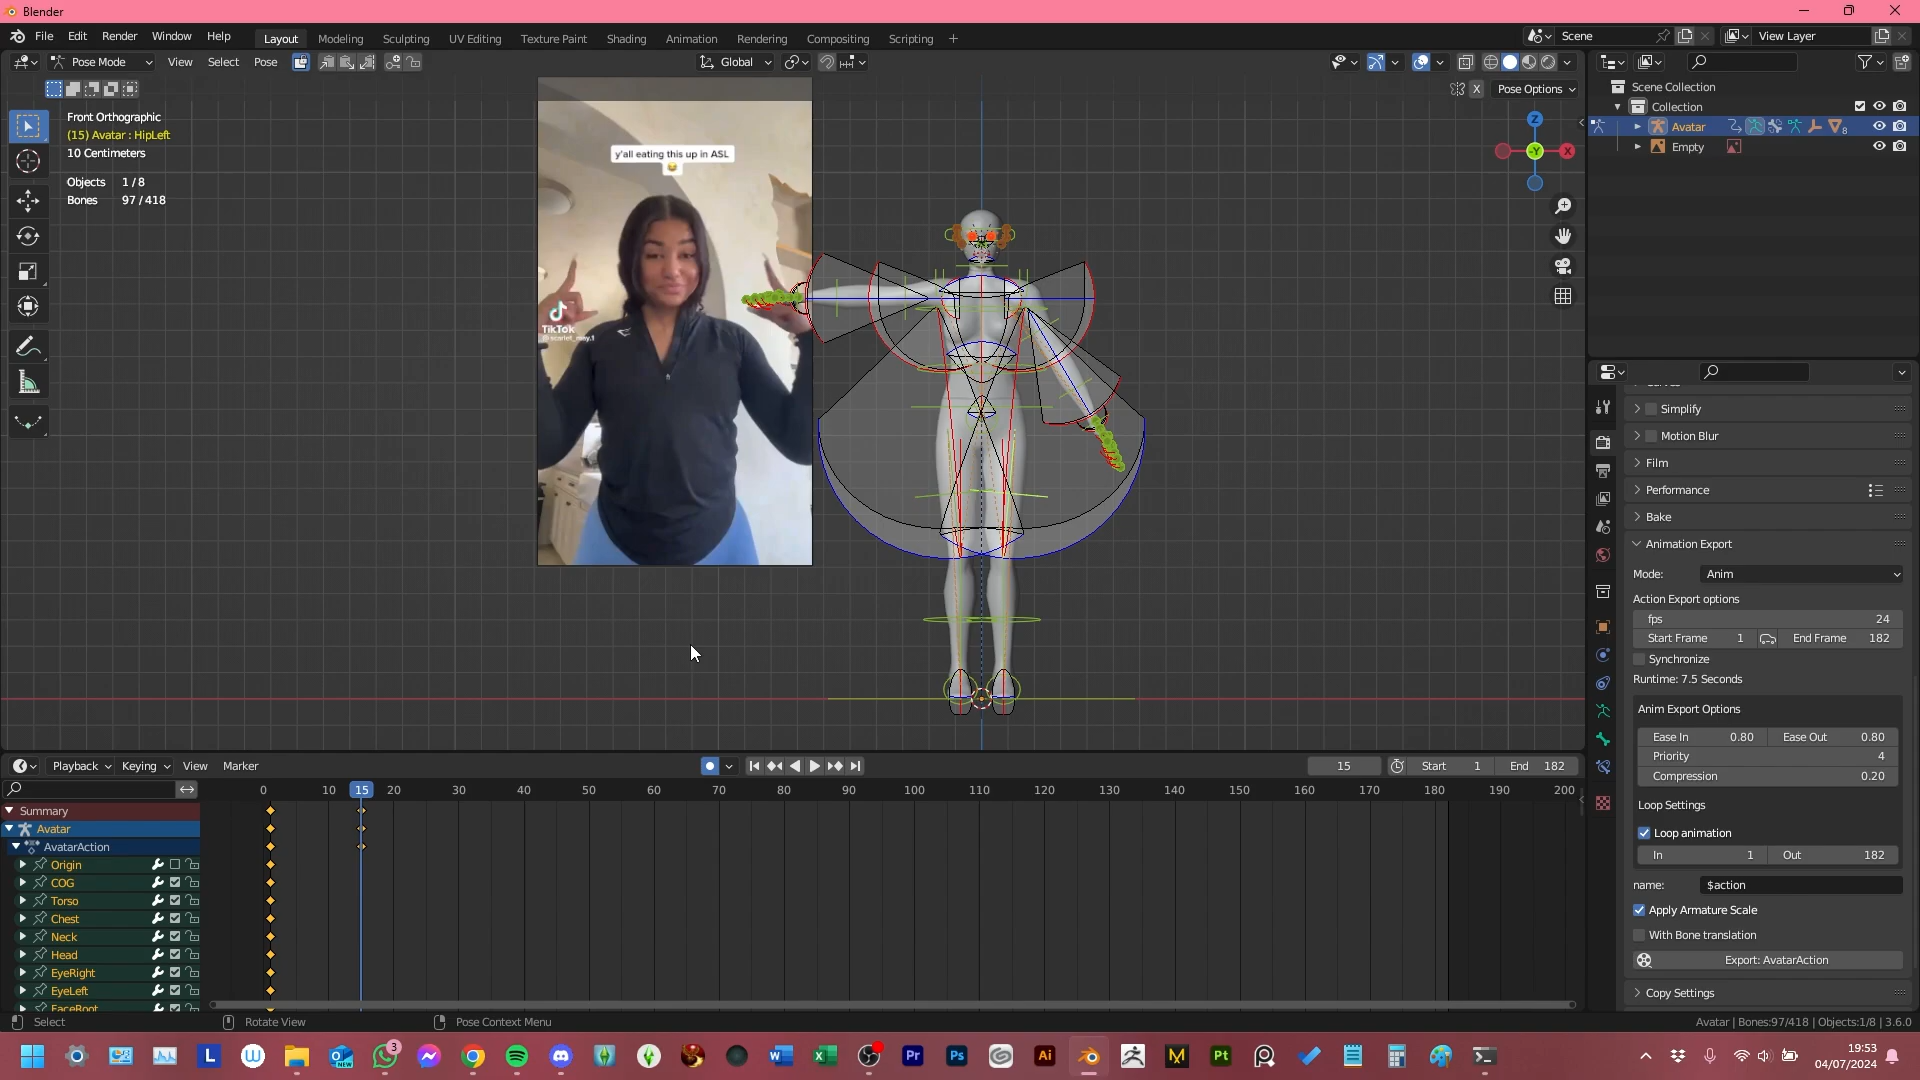 Blender
File Edit Render Window Help Layout Modeling Sculpting UV Editing Texture Paint Shading Animation Rendering Compositing Scripting + Scene View Layer
Pose Mode View Select Pose Global
X Pose Options
Front Orthographic
(15) Avatar : HipLeft
10 Centimeters
Objects 1 / 8
Bones 97 / 418
y'all eating this up in ASL
TikTok
Z
-Y X
Scene Collection
Collection
Avatar 8
Empty
Simplify
Motion Blur
Film
Performance
Bake
Animation Export
Mode: Anim
Action Export options
fps 24
Start Frame 1 End Frame 182
Synchronize
Runtime: 7.5 Seconds
Anim Export Options
Ease In 0.80 Ease Out 0.80
Priority 4
Compression 0.20
Loop Settings
Loop animation
In 1 Out 182
name: $action
Apply Armature Scale
With Bone translation
Export: AvatarAction
Copy Settings
Playback Keying View Marker 15 Start 1 End 182
0 10 15 20 30 40 50 60 70 80 90 100 110 120 130 140 150 160 170 180 190 200
Summary
Avatar
AvatarAction
Origin
COG
Torso
Chest
Neck
Head
EyeRight
EyeLeft
FaceRoot
Select Rotate View Pose Context Menu Avatar | Bones:97/418 | Objects:1/8 | 3.6.0
L W NEW 3 W X Pr Ps Ai M Pt
19:53
04/07/2024